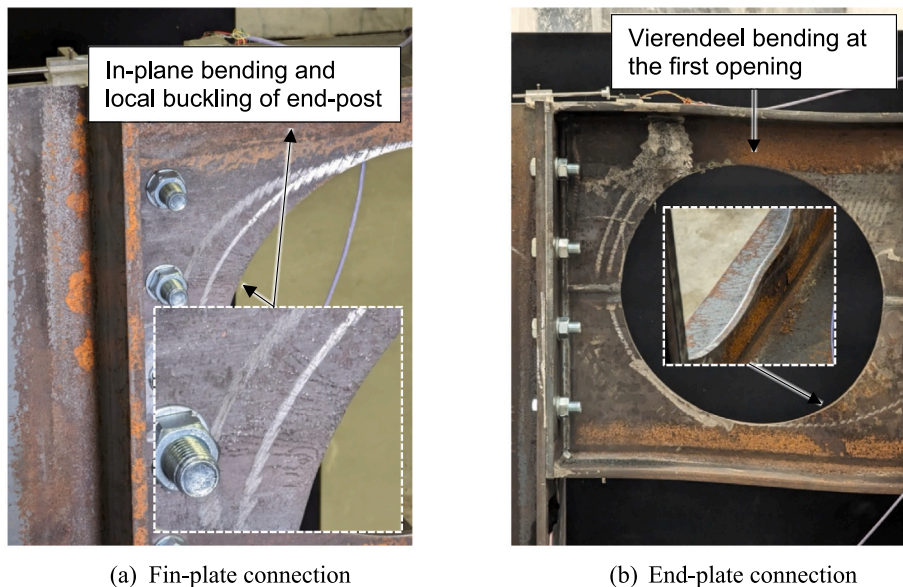 In-plane bending and
local buckling of end-post
Vierendeel bending at
the first opening
(a) Fin-plate connection
(b) End-plate connection